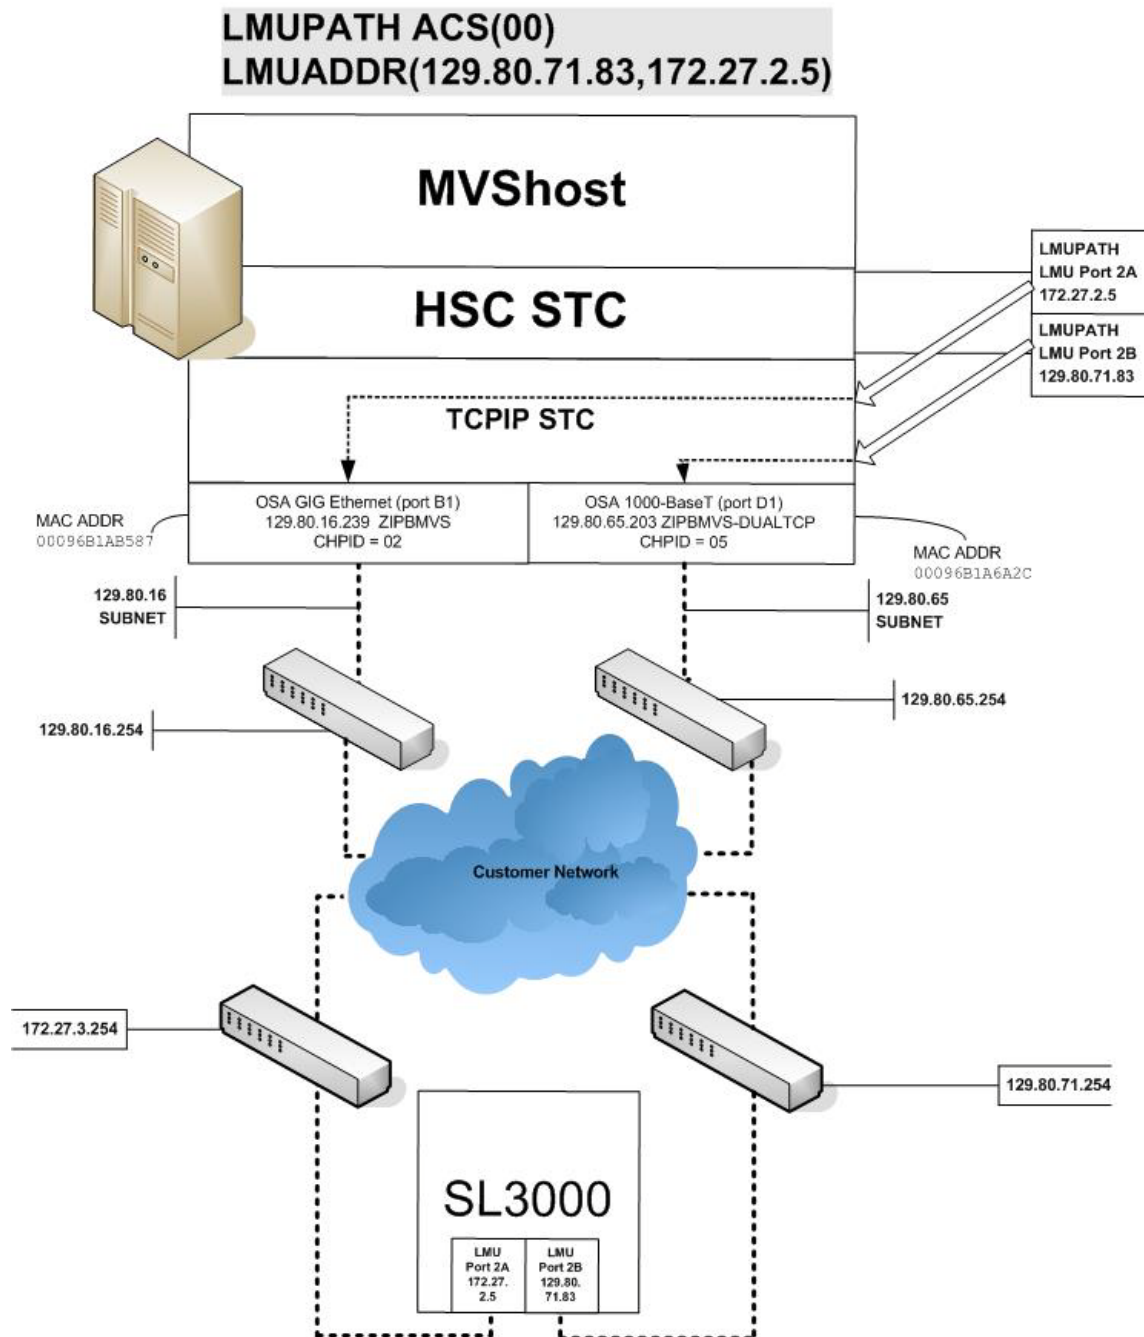 LMUPATH ACS(00)
LMUADDR(129.80.71.83,172.27.2.5)
MVShost
HSC STC
LMUPATH
LMU Port 2A
172.27.2.5
LMUPATH
LMU Port 2B
129.80.71.83
TCPIP STC
OSA GIG Ethernet (port B1)
129.80.16.239 ZIPBMVS
CHPID = 02
OSA 1000-BaseT (port D1)
129.80.65.203 ZIPBMVS-DUALTCP
CHPID = 05
MAC ADDR
00096B1AB587
MAC ADDR
00096B1A6A2C
129.80.16
SUBNET
129.80.65
SUBNET
129.80.16.254
129.80.65.254
Customer Network
172.27.3.254
129.80.71.254
SL3000
LMU
Port 2A
172.27.
2.5
LMU
Port 2B
129.80.
71.83